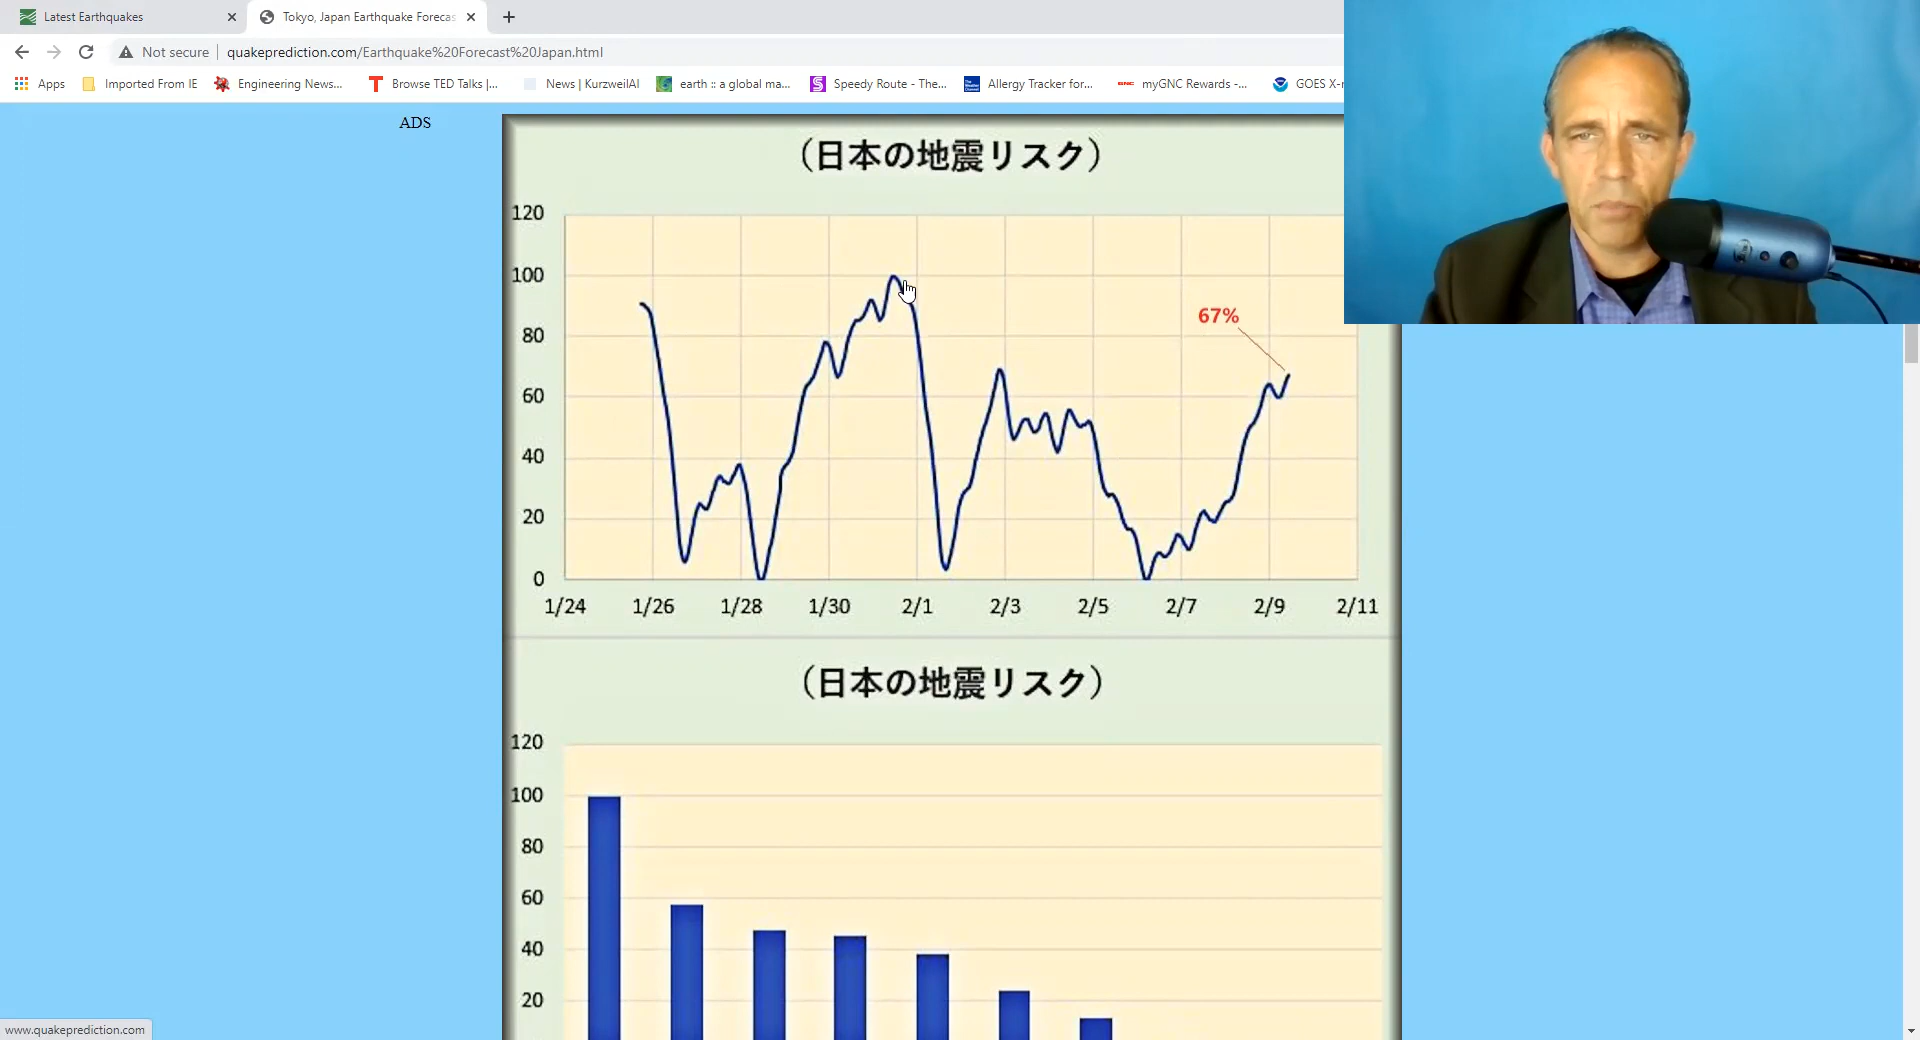 Latest Earthquakes
Tokyo, Japan Earthquake Forecas
Not secure
quakeprediction.com/Earthquake%20Forecast%20Japan.html
Apps
Imported From IE
Engineering News...
Browse TED Talks |...
News | KurzweilAI
earth :: a global ma...
Speedy Route - The...
Allergy Tracker for...
GNC
myGNC Rewards -...
GOES X-r
ADS
（日本の地震リスク）
120
100
80
60
40
20
0
67%
1/24 1/26 1/28 1/30 2/1 2/3 2/5 2/7 2/9 2/11
（日本の地震リスク）
120
100
80
60
40
20
www.quakeprediction.com